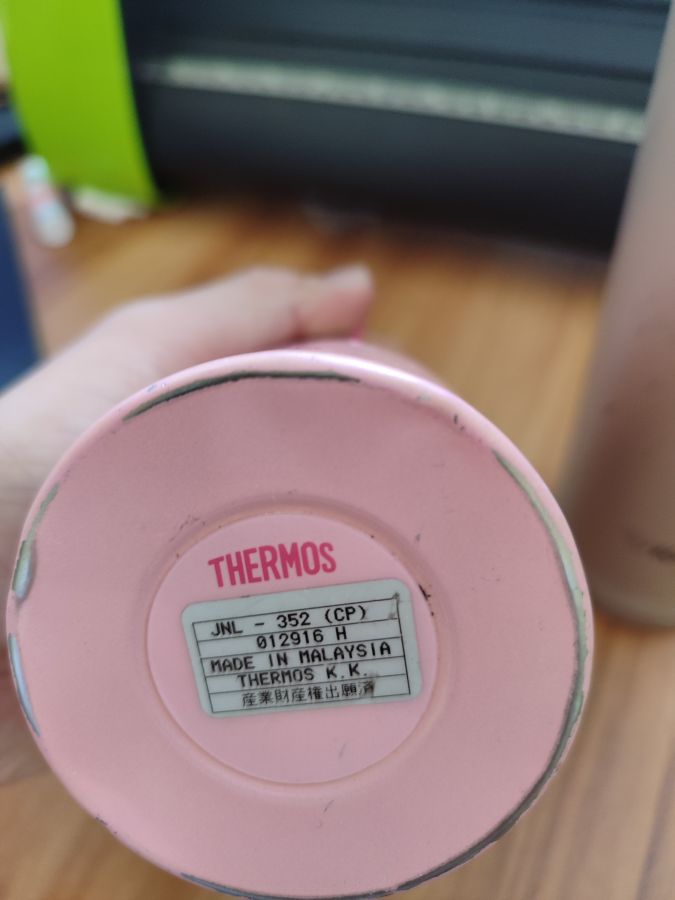 THERMOS
JNL - 352 (CP)
012916 H
MADE IN MALAYSIA
THERMOS K.K.
産業財産権出願済